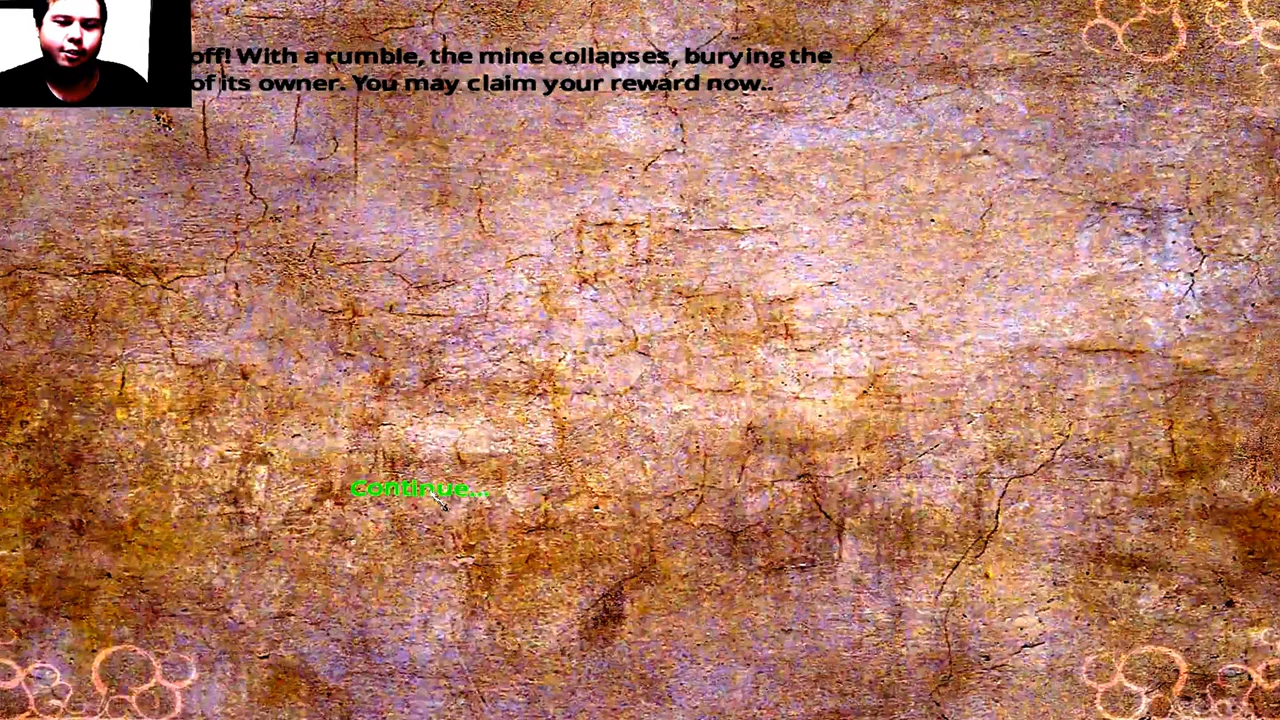 off! With a rumble, the mine collapses, burying the
of its owner. You may claim your reward now..
Continue...